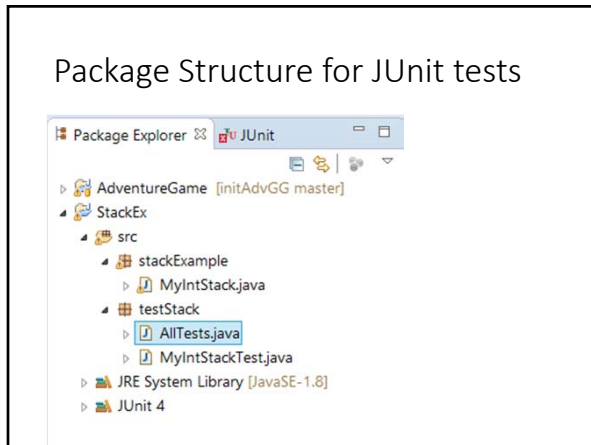 Package Structure for JUnit tests
Package Explorer JUnit
AdventureGame [initAdvGG master]
StackEx
src
stackExample
MyIntStack.java
testStack
AllTests.java
MyIntStackTest.java
JRE System Library [JavaSE-1.8]
JUnit 4